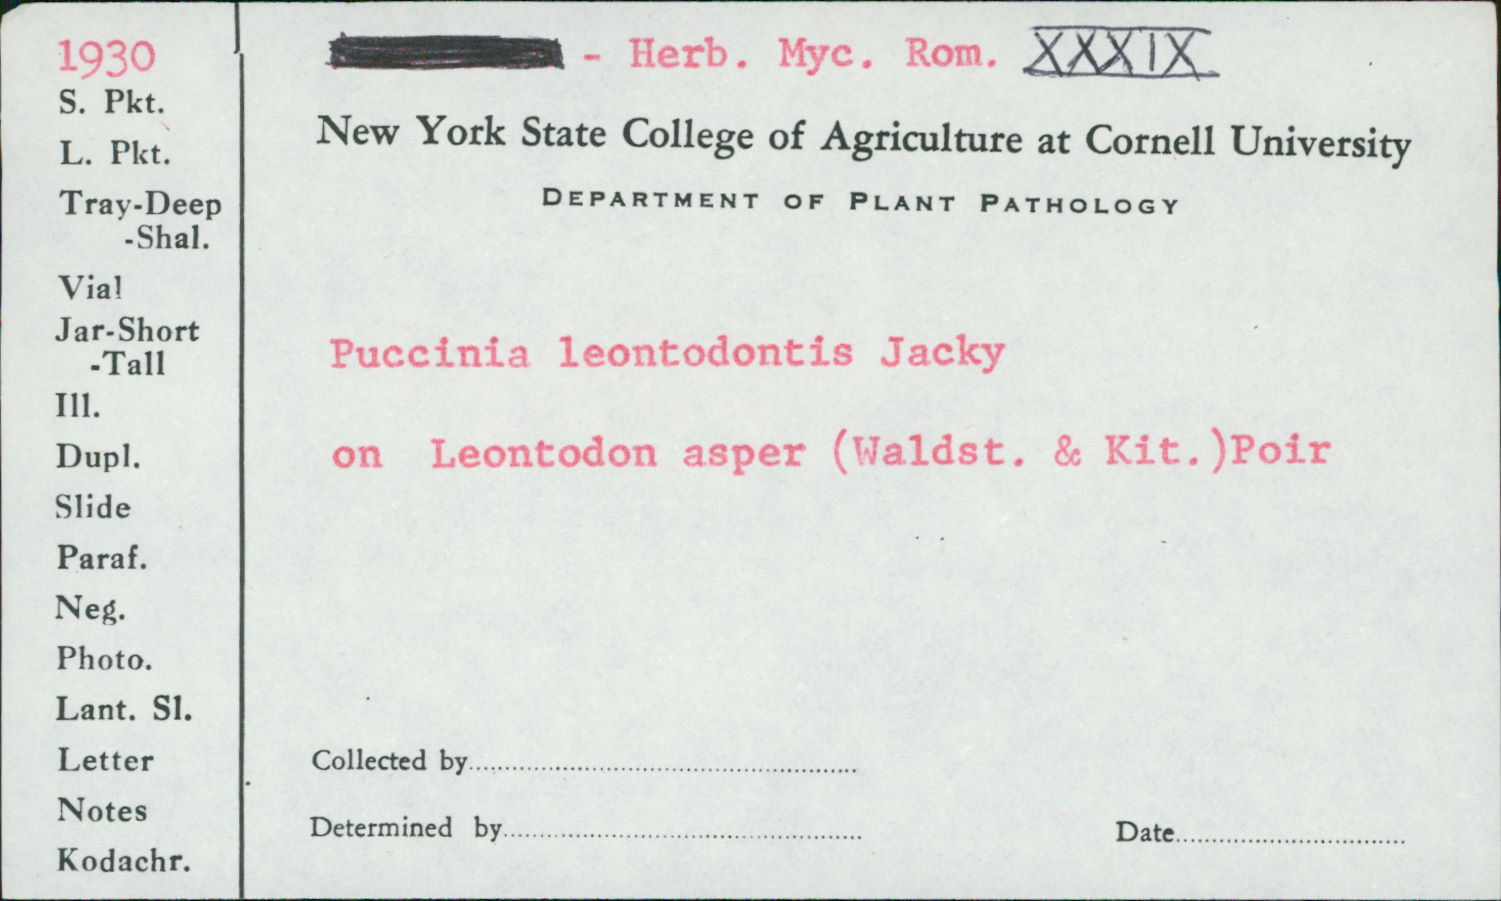 1930
S. Pkt.
L. Pkt.
Tray-Deep
-Shal.
Vial
Jar-Short
-Tall
Ill.
Dupl.
Slide
Paraf.
Neg.
Photo.
Lant. Sl.
Letter
Notes
Kodachr.
- Herb. Myc. Rom. XXXIX
New York State College of Agriculture at Cornell University
DEPARTMENT OF PLANT PATHOLOGY
Puccinia leontodontis Jacky
on Leontodon asper (Waldst. & Kit.)Poir
Collected by
Determined by
Date